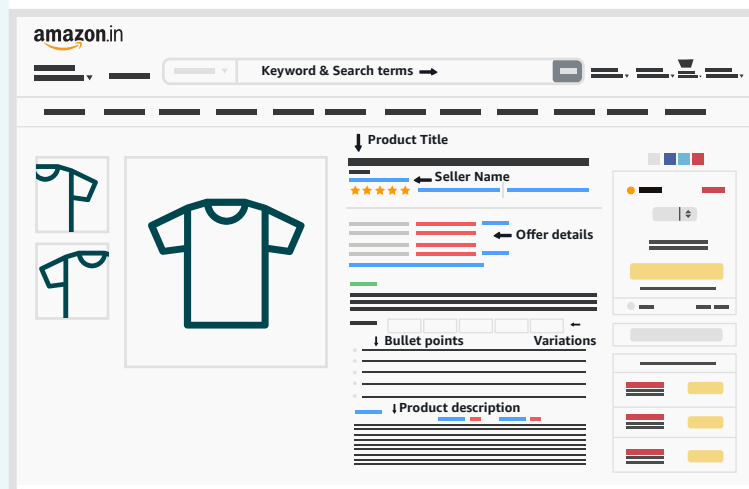 amazon.in
Keyword & Search terms
Product Title
Seller Name
Offer details
Bullet points
Variations
Product description